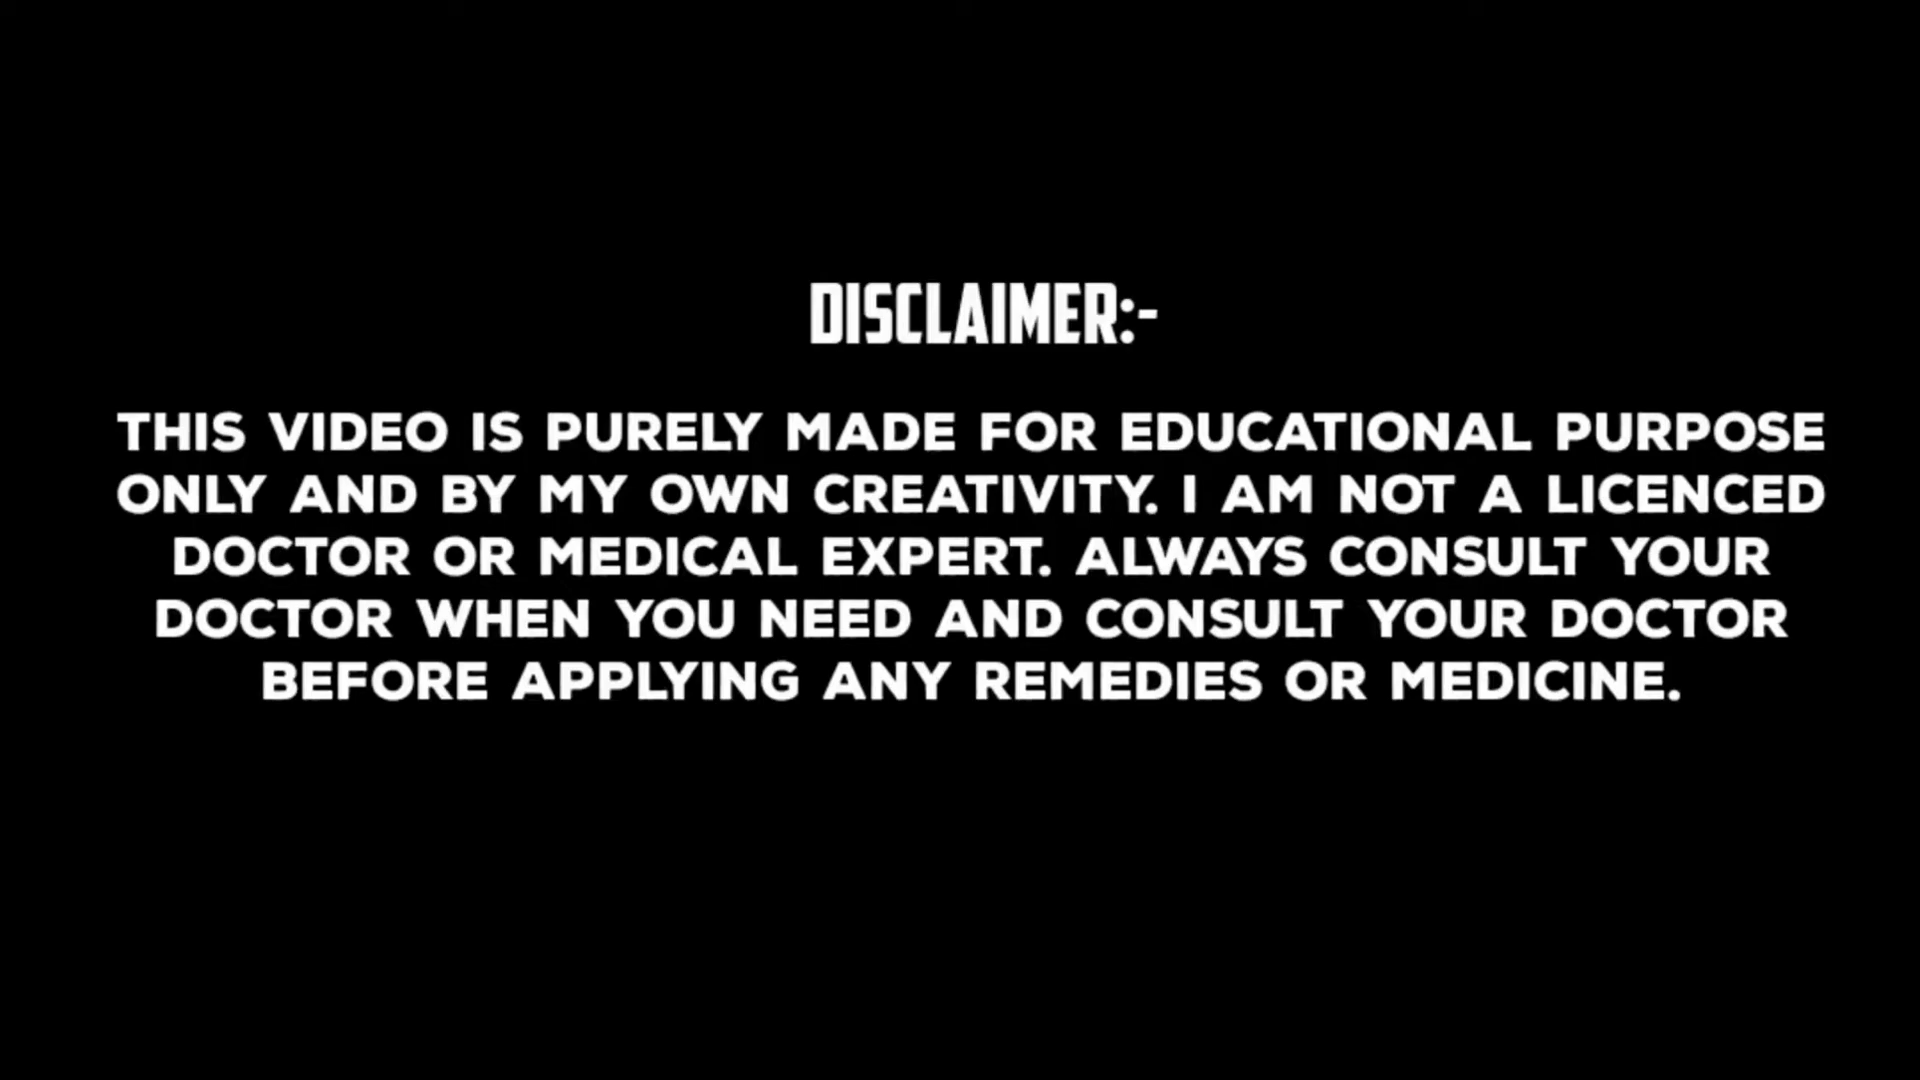 DISCLAIMER:-
THIS VIDEO IS PURELY MADE FOR EDUCATIONAL PURPOSE
ONLY AND BY MY OWN CREATIVITY. I AM NOT A LICENCED
DOCTOR OR MEDICAL EXPERT. ALWAYS CONSULT YOUR
DOCTOR WHEN YOU NEED AND CONSULT YOUR DOCTOR
BEFORE APPLYING ANY REMEDIES OR MEDICINE.